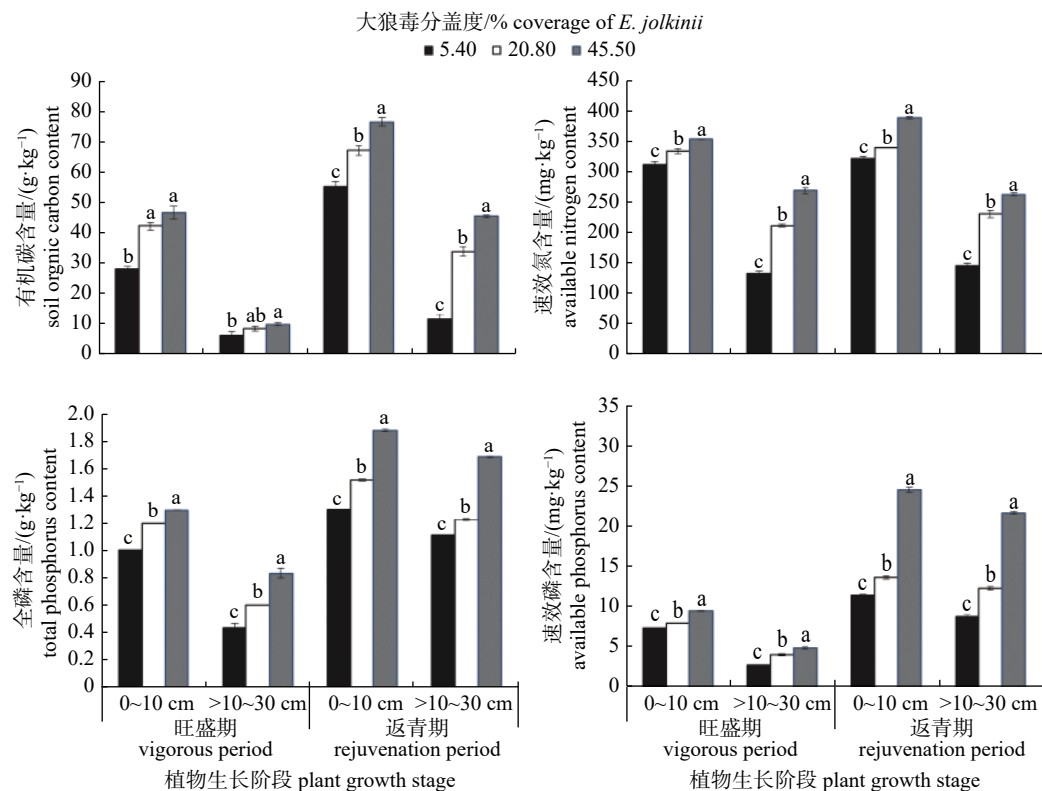 大狼毒分盖度/% coverage of E. jolkinii
5.40 20.80 45.50
有机碳含量/(g·kg⁻¹)
soil orgnic carbon content
90
80
70
60
50
40
30
20
10
0
b a a
b ab a
c b a
c b a
速效氮含量/(mg·kg⁻¹)
available nitrogen content
450
400
350
300
250
200
150
100
50
0
c b a
c b a
c b a
c b a
全磷含量/(g·kg⁻¹)
total phosphorus content
2.0
1.8
1.6
1.4
1.2
1.0
0.8
0.6
0.4
0.2
0
c b a
c b a
c b a
c b a
0~10 cm >10~30 cm 0~10 cm >10~30 cm
旺盛期 返青期
vigorous period rejuvenation period
植物生长阶段 plant growth stage
速效磷含量/(mg·kg⁻¹)
available phosphorus content
35
30
25
20
15
10
5
0
c b a
c b a
c b a
c b a
0~10 cm >10~30 cm 0~10 cm >10~30 cm
旺盛期 返青期
vigorous period rejuvenation period
植物生长阶段 plant growth stage